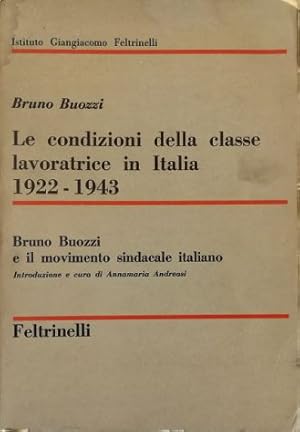 Istituto Giangiacomo Feltrinelli
Bruno Buozzi
Le condizioni della classe
lavoratrice in Italia
1922 - 1943
Bruno Buozzi
e il movimento sindacale italiano
Introduzione e cura di Annamaria Andreasi
Feltrinelli